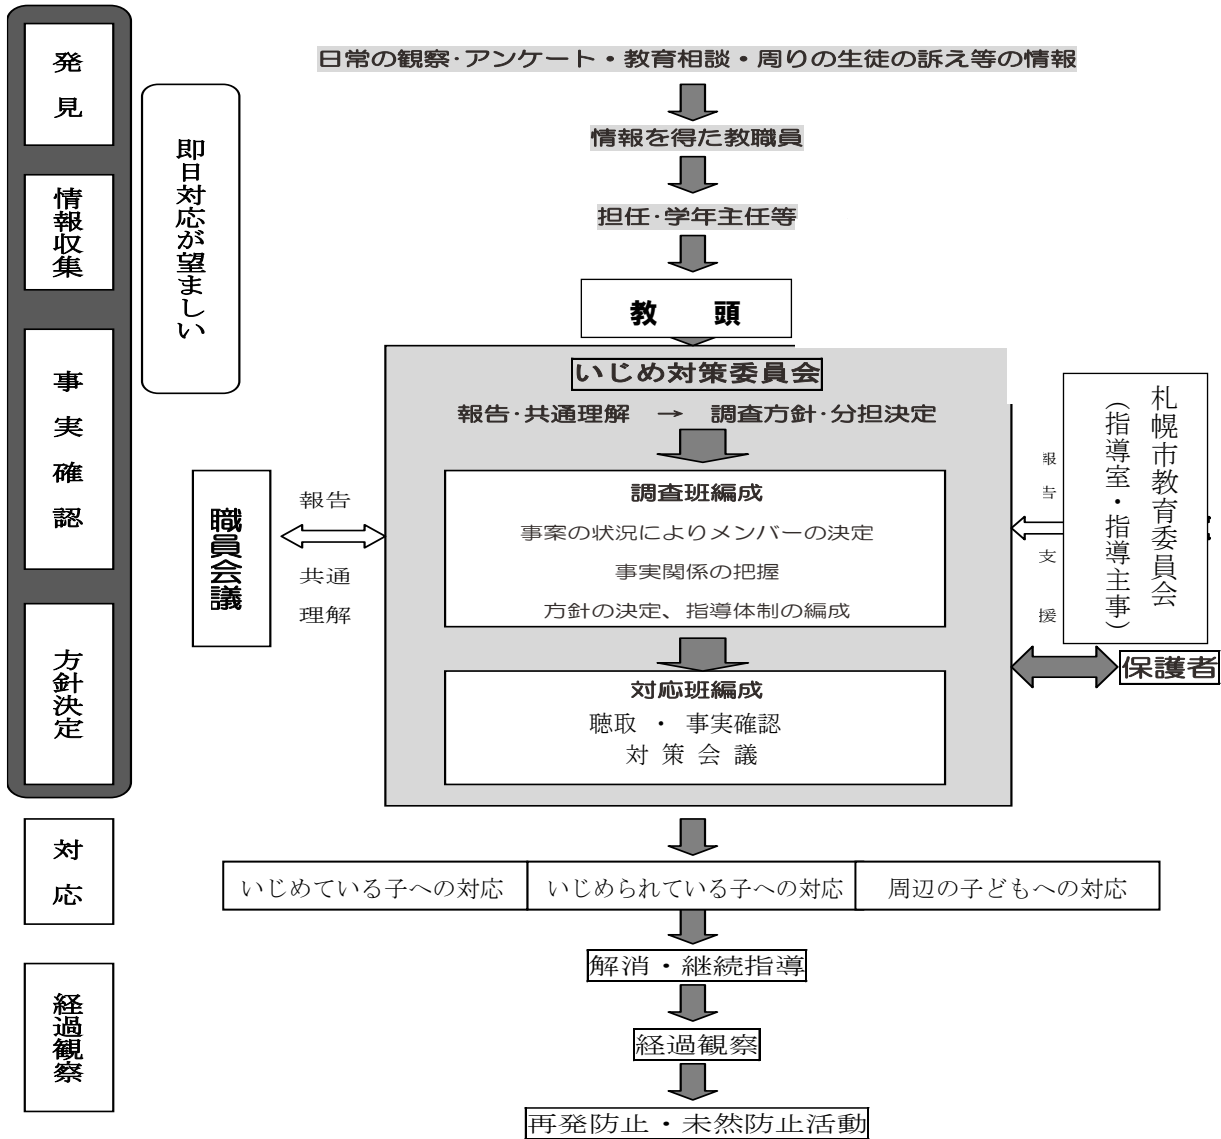 発見
情報収集
事実確認
方針決定
対応
経過観察
即日対応が望ましい
日常の観察・アンケート・教育相談・周りの生徒の訴え等の情報
情報を得た教職員
担任・学年主任等
教　頭
いじめ対策委員会
報告・共通理解　→　調査方針・分担決定
調査班編成
事案の状況によりメンバーの決定
事実関係の把握
方針の決定、指導体制の編成
対応班編成
聴取 ・ 事実確認
対 策 会 議
職員会議
報告
共通
理解
札幌市教育委員会
（指導室・指導主事）
報告
支援
保護者
いじめている子への対応
いじめられている子への対応
周辺の子どもへの対応
解消・継続指導
経過観察
再発防止・未然防止活動